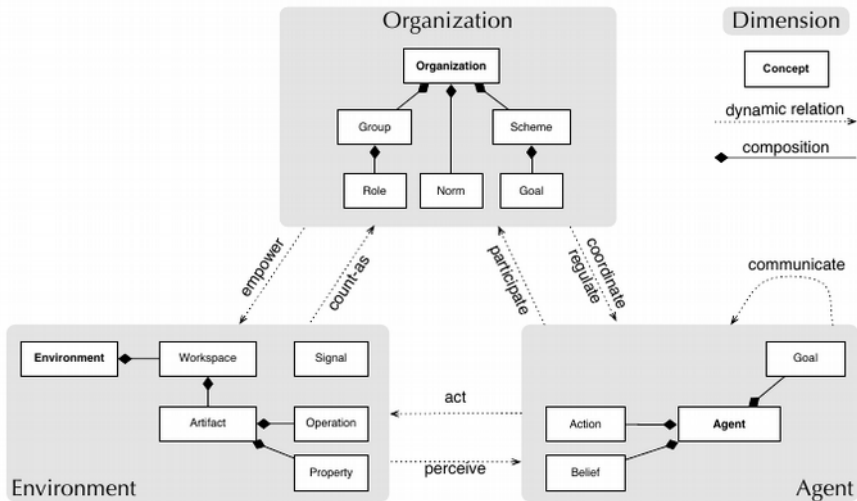 Organization
Dimension
Organization
Concept
dynamic relation
Group
Scheme
composition
Role
Norm
Goal
empower
count-as
participate
coordinate
regulate
communicate
Environment
Workspace
Signal
Goal
act
Artifact
Operation
Action
Agent
Property
perceive
Belief
Environment
Agent